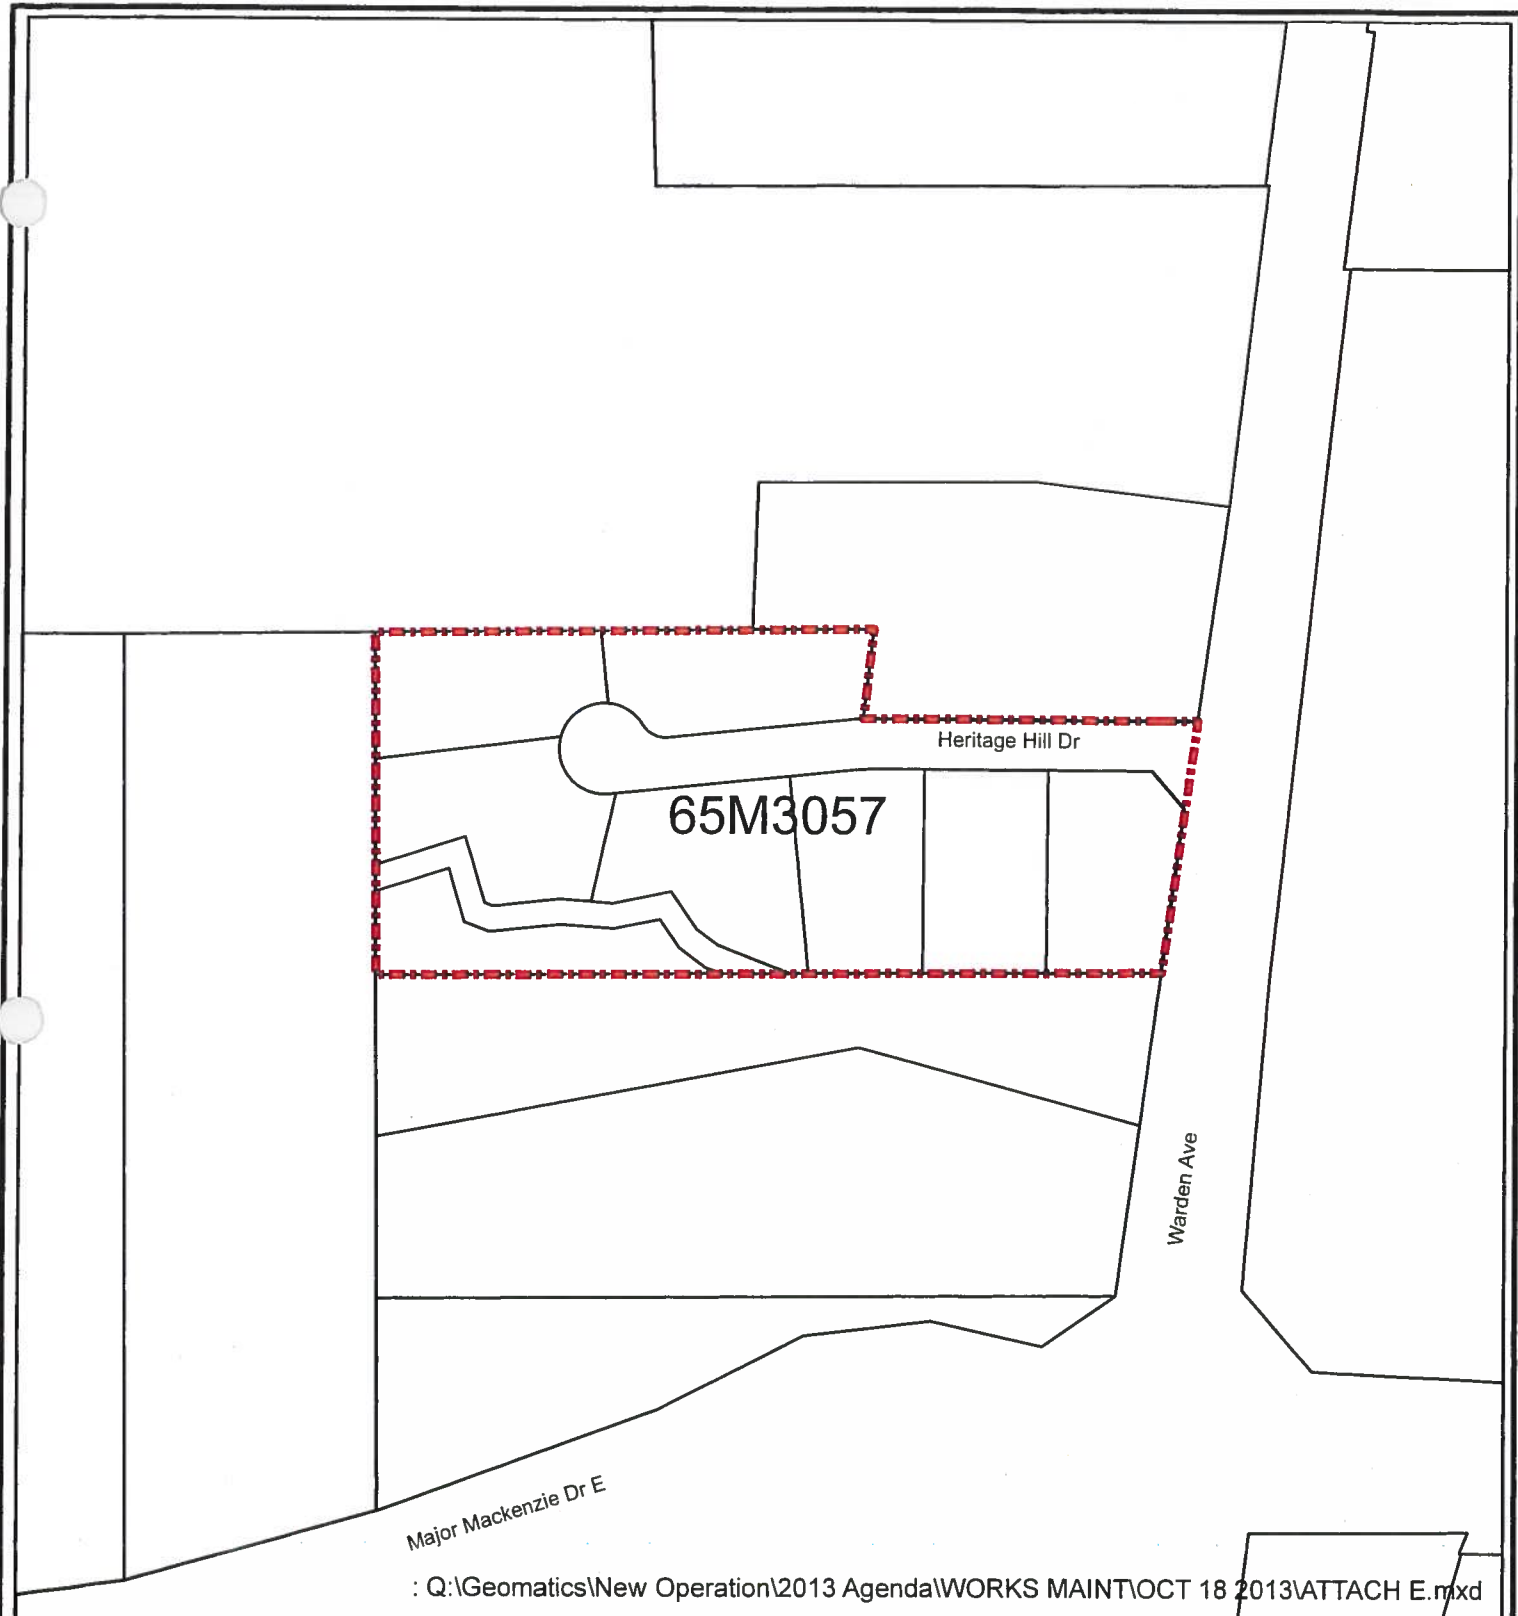 Heritage Hill Dr
65M3057
Warden Ave
Major Mackenzie Dr E
: Q:\Geomatics\New Operation\2013 Agenda\WORKS MAINT\OCT 18 2013\ATTACH E.mxd